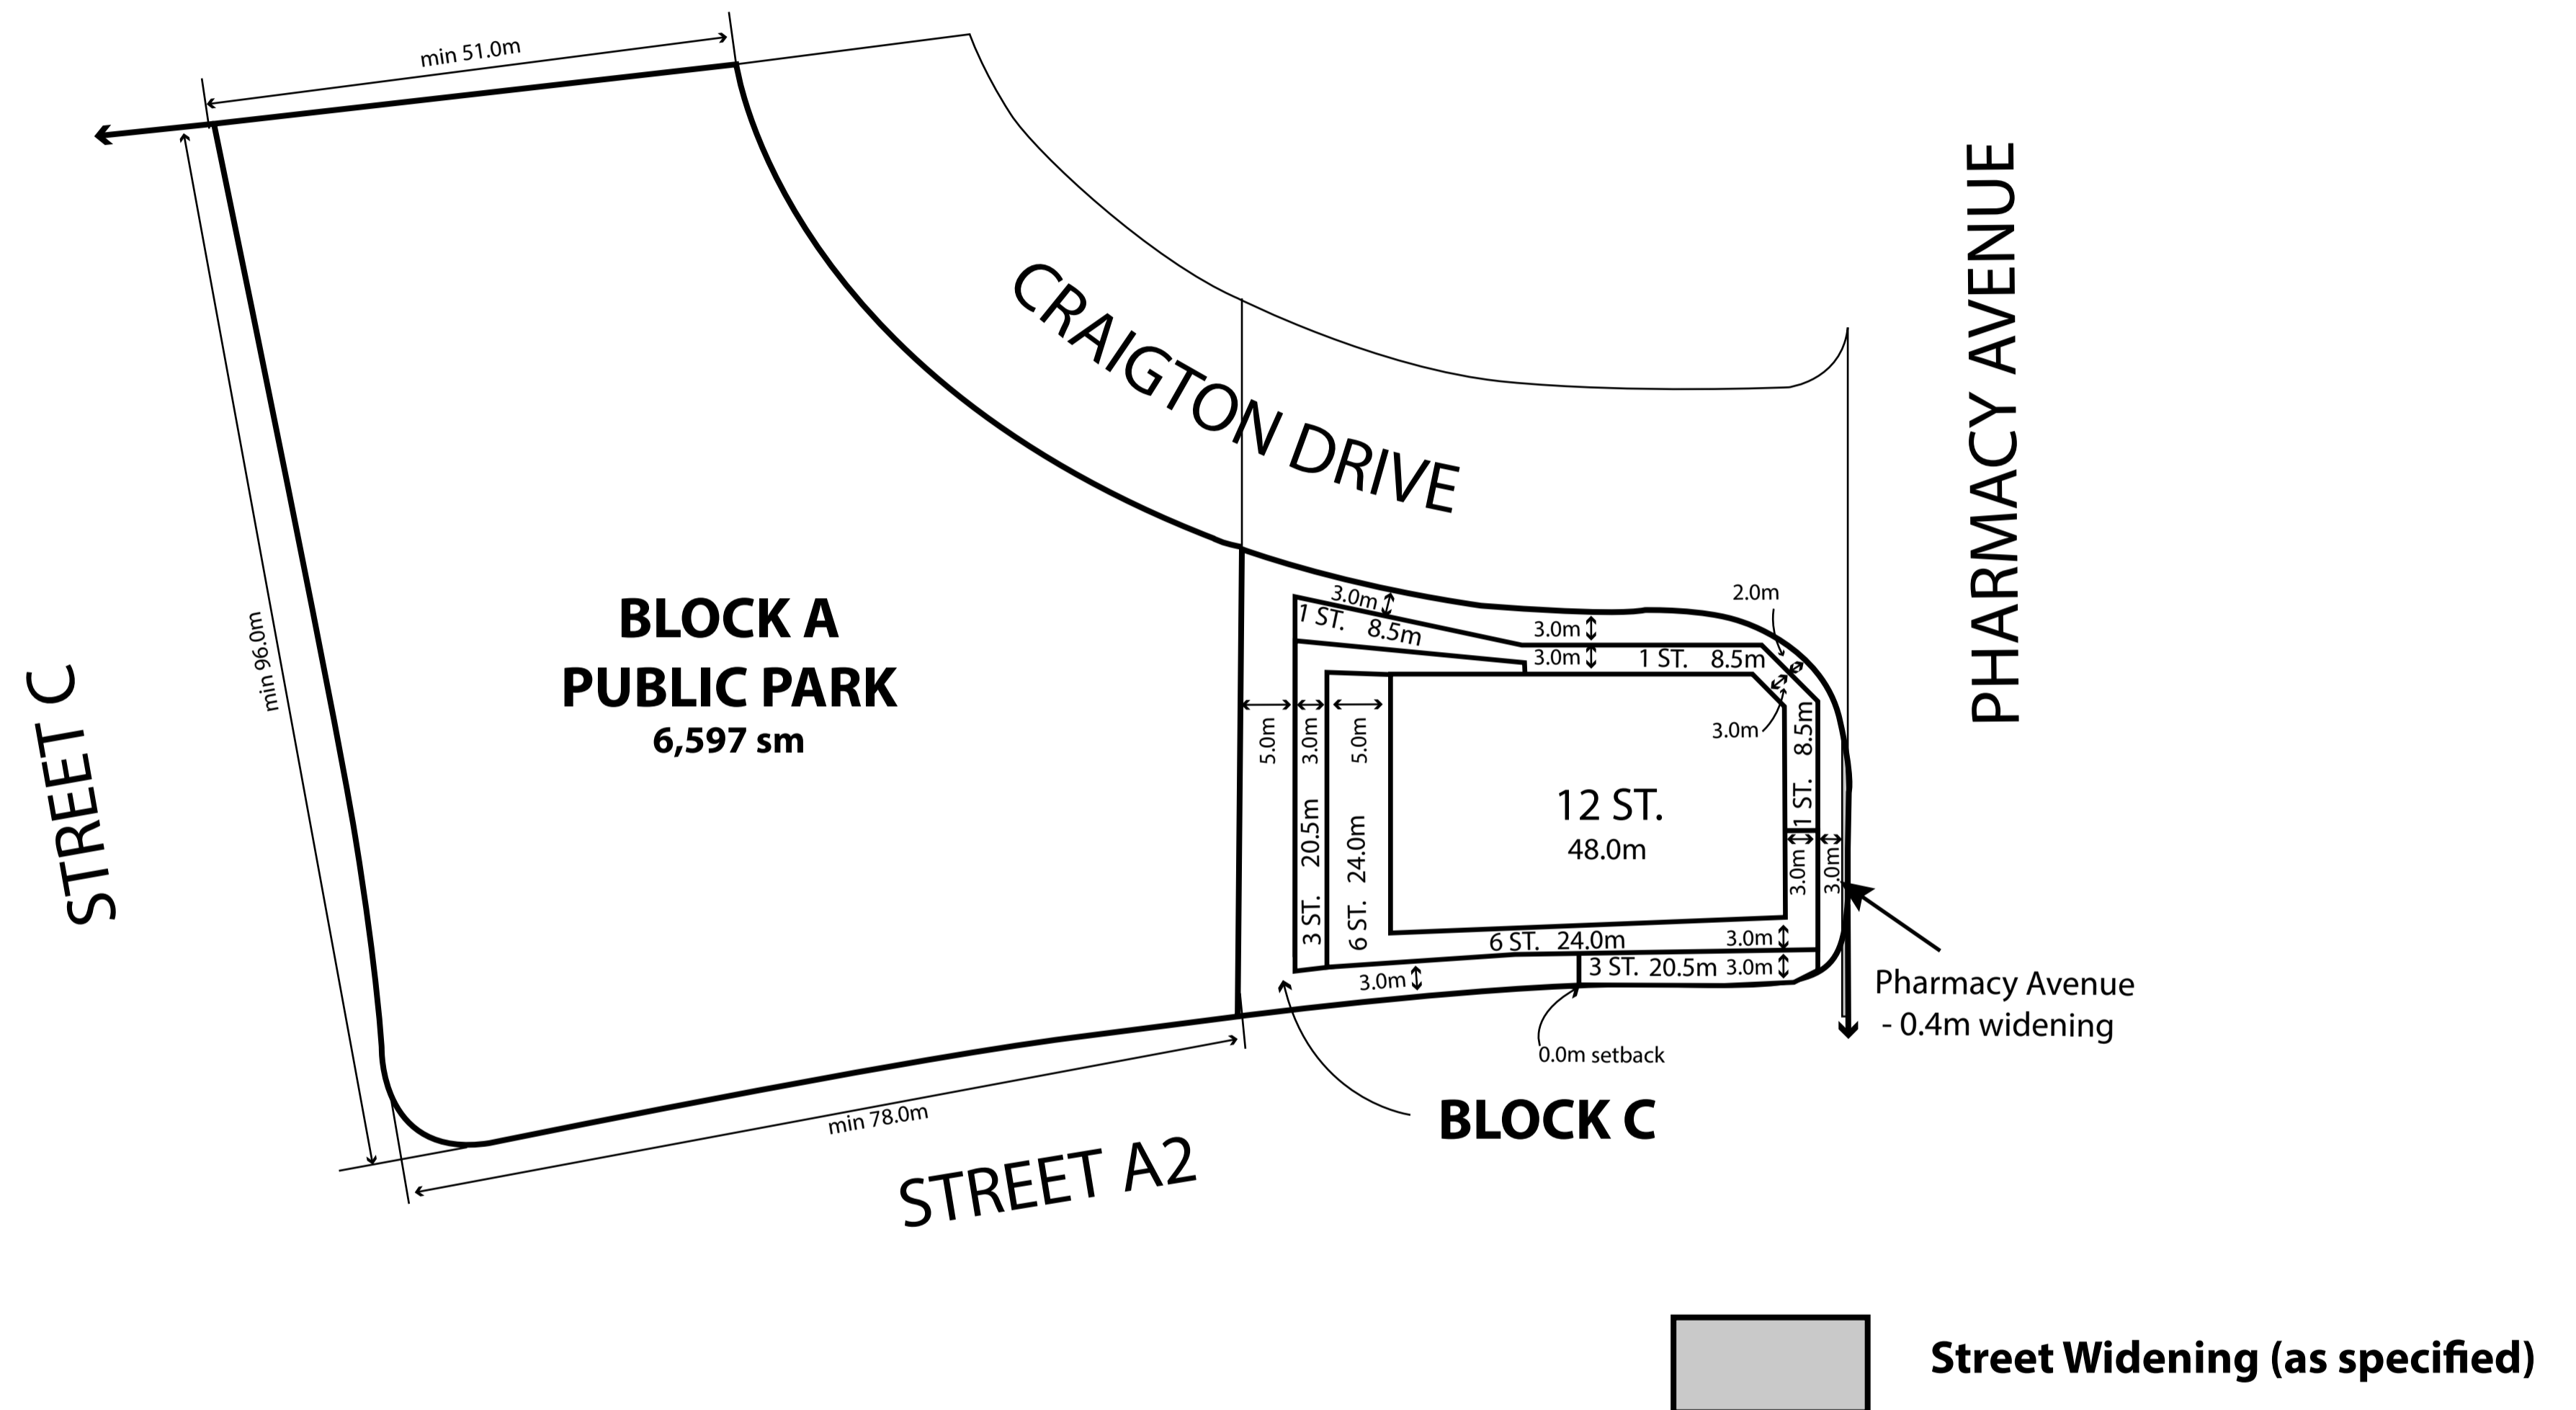 min 51.0m
CRAIGTON DRIVE
PHARMACY AVENUE
STREET C
min 96.0m
BLOCK A
PUBLIC PARK
6,597 sm
3.0m
1 ST. 8.5m
3.0m
3.0m
1 ST. 8.5m
2.0m
3.0m
5.0m
3.0m
5.0m
3 ST. 20.5m
6 ST. 24.0m
12 ST.
48.0m
1 ST. 8.5m
3.0m
3.0m
6 ST. 24.0m
3.0m
3 ST. 20.5m
3.0m
3.0m
0.0m setback
Pharmacy Avenue
- 0.4m widening
BLOCK C
min 78.0m
STREET A2
Street Widening (as specified)